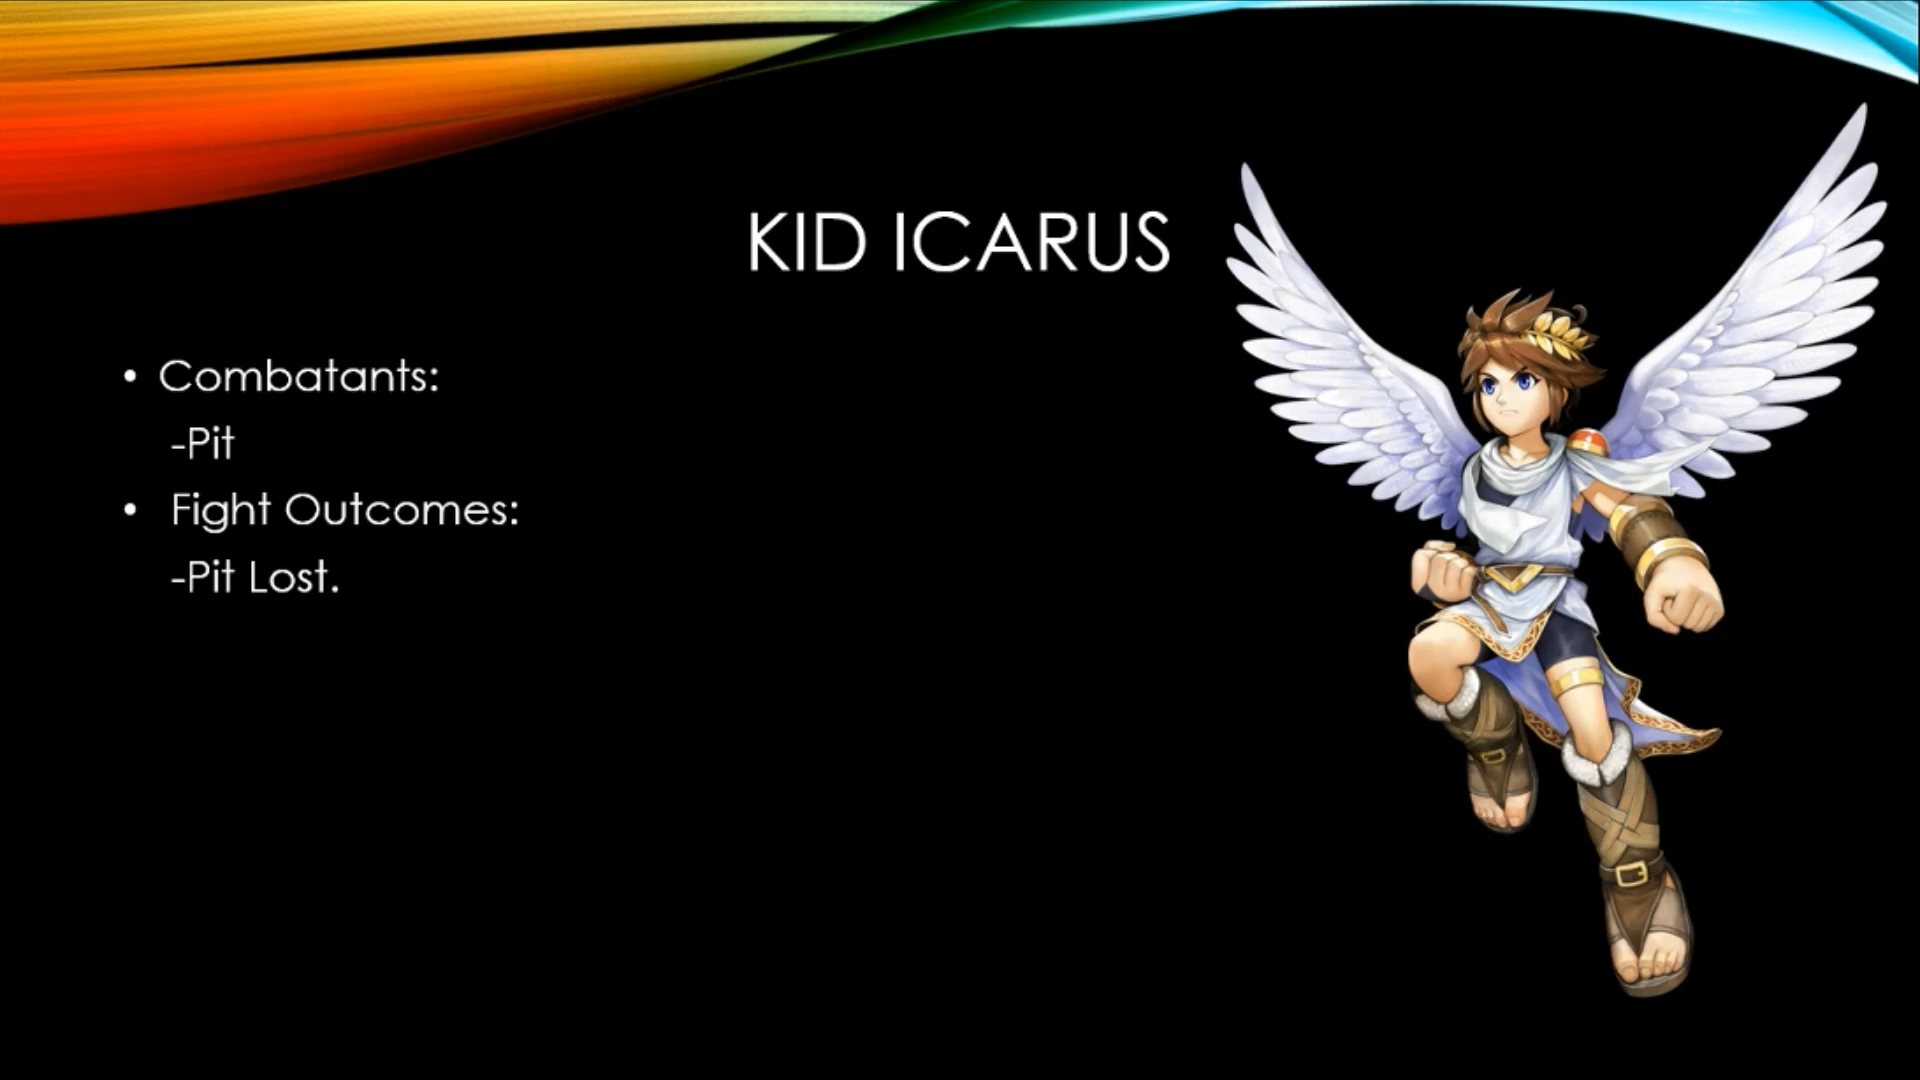 KID ICARUS
• Combatants:
-Pit
• Fight Outcomes:
-Pit Lost.